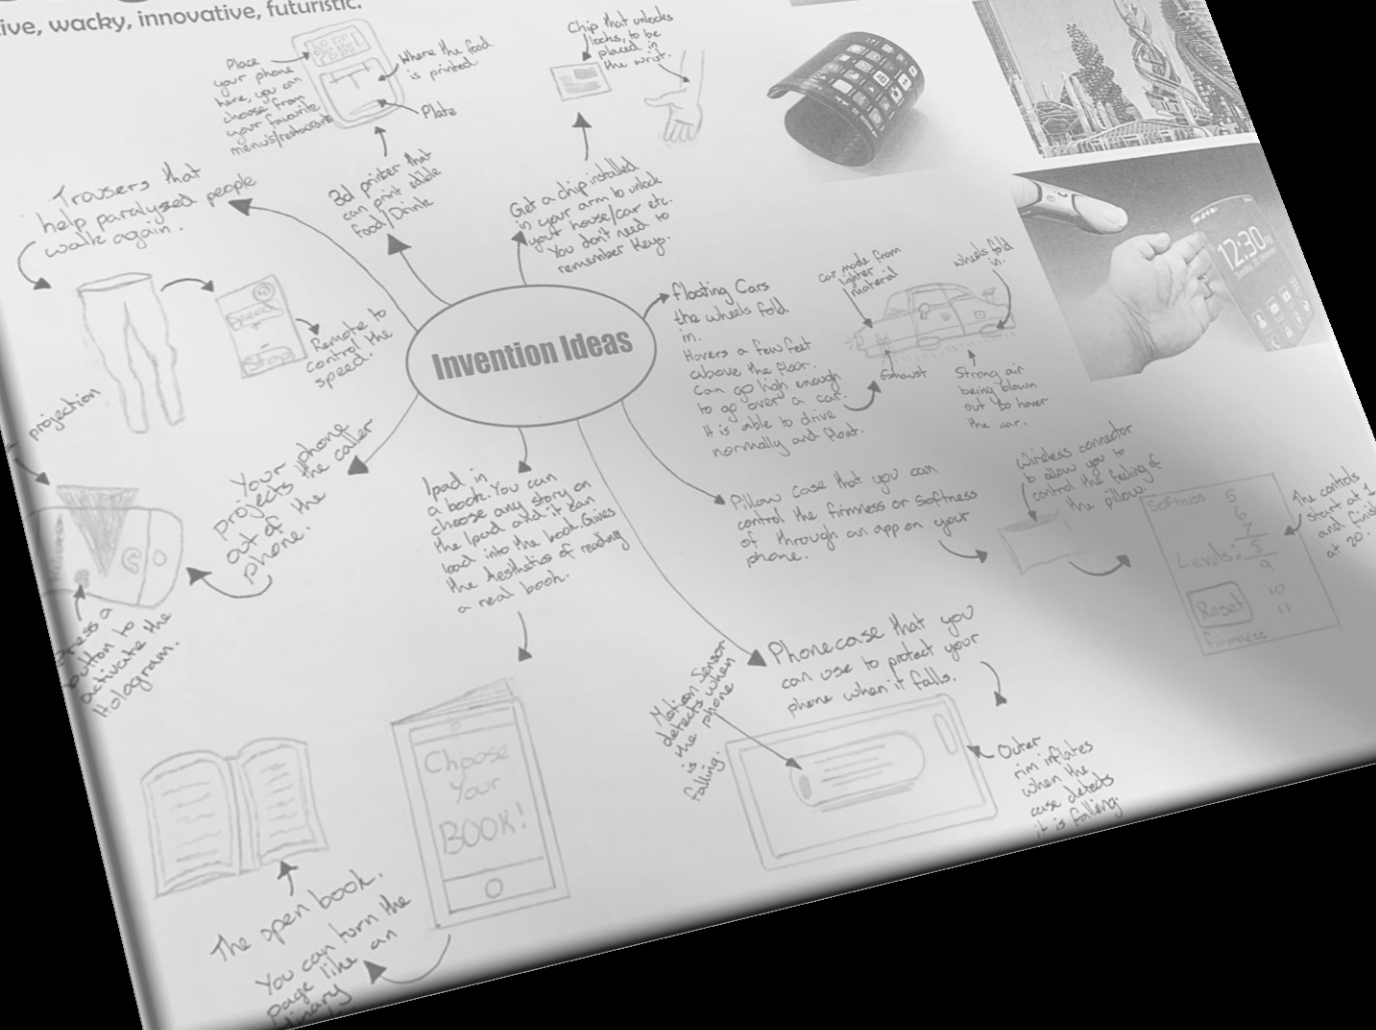 ive, wacky, innovative, futuristic.
Place
your phone
here, you can
choose from
your favourite
menus/restaurants
Where the food
is printed.
Plate
3d printer that
can print edible
food/Drink
Chip that unlocks
locks, to be
placed in
the wrist.
Get a chip installed
in your arm to unlock
your house/car etc.
You don't need to
remember Keys.
Trousers that
help paralysed people
walk again.
Speed
+
-
Stop
Remote to
control the
speed.
Invention Ideas
floating Cars
the wheels fold
in.
Hovers a few feet
above the floor.
Can go high enough
to go over a car.
It is able to drive
normally and float.
car made from
lighter
material
wheels fold
in.
Exhaust
Strong air
being blown
out to hover
the car.
12:30
projection
Your phone
projects the caller
out of the
phone.
Press a
button to
activate the
Hologram.
Ipad in
a book. You can
choose any story on
the Ipad and it can
load into the book. Gives
the Aesthetics of reading
a real book.
Choose
Your
BOOK!
The open book.
You can turn the
page like an
Pillow case that you can
control the firmness or softness
of through an app on your
phone.
Wireless connector
to allow you to
control the feeling of
the pillow.
Softness
5
6
7
Levels:
9
10
11
Reset
firmness
The controls
start at 1
and finish
at 20.
Phonecase that you
can use to protect your
phone when it falls.
Motion Sensor
detects when
the phone
is
falling.
Outer
rim inflates
when the
case detects
it is falling.